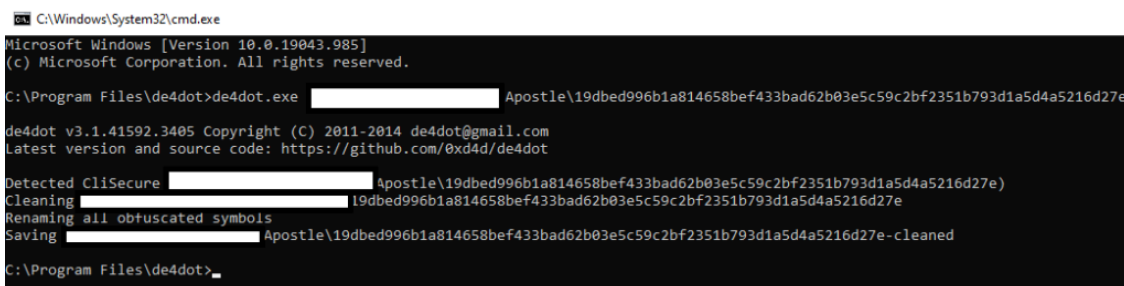 C:\Windows\System32\cmd.exe
Microsoft Windows [Version 10.0.19043.985]
(c) Microsoft Corporation. All rights reserved.
C:\Program Files\de4dot>de4dot.exe Apostle\19dbed996b1a814658bef433bad62b03e5c59c2bf2351b793d1a5d4a5216d27e
de4dot v3.1.41592.3405 Copyright (C) 2011-2014 de4dot@gmail.com
Latest version and source code: https://github.com/0xd4d/de4dot
Detected CliSecure Apostle\19dbed996b1a814658bef433bad62b03e5c59c2bf2351b793d1a5d4a5216d27e)
Cleaning 19dbed996b1a814658bef433bad62b03e5c59c2bf2351b793d1a5d4a5216d27e
Renaming all obfuscated symbols
Saving Apostle\19dbed996b1a814658bef433bad62b03e5c59c2bf2351b793d1a5d4a5216d27e-cleaned
C:\Program Files\de4dot>